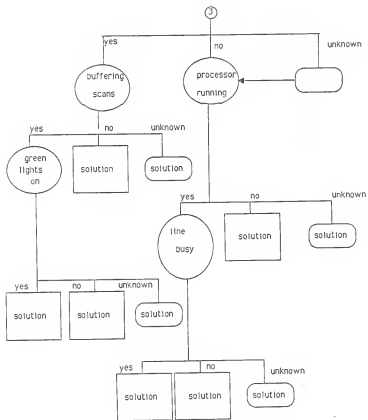 3
yes
no
unknown
buffering
scans
processor
running
yes
no
unknown
green
lights
on
solution
solution
yes
no
unknown
line
busy
solution
solution
yes
no
unknown
solution
solution
solution
yes
no
unknown
solution
solution
solution